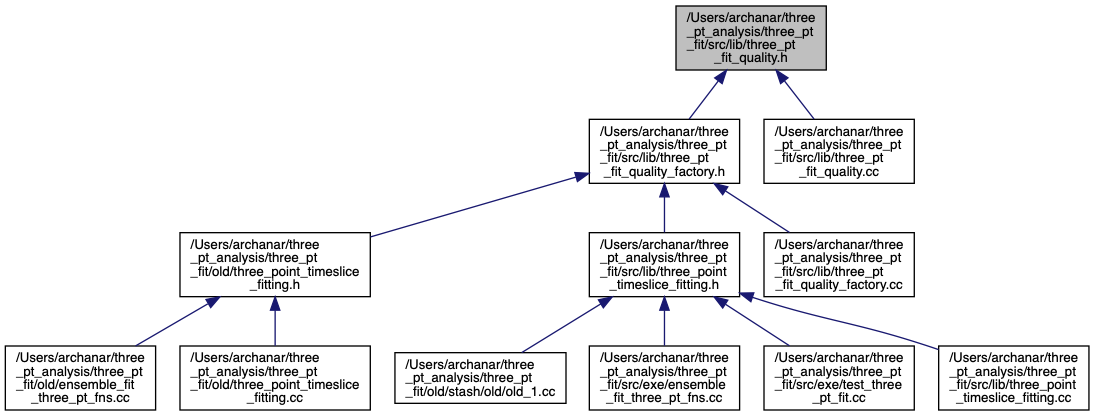 /Users/archanar/three
_pt_analysis/three_pt
_fit/src/lib/three_pt
_fit_quality.h
/Users/archanar/three
_pt_analysis/three_pt
_fit/src/lib/three_pt
_fit_quality_factory.h
/Users/archanar/three
_pt_analysis/three_pt
_fit/src/lib/three_pt
_fit_quality.cc
/Users/archanar/three
_pt_analysis/three_pt
_fit/old/three_point_timeslice
_fitting.h
/Users/archanar/three
_pt_analysis/three_pt
_fit/src/lib/three_point
_timeslice_fitting.h
/Users/archanar/three
_pt_analysis/three_pt
_fit/src/lib/three_pt
_fit_quality_factory.cc
/Users/archanar/three
_pt_analysis/three_pt
_fit/old/ensemble_fit
_three_pt_fns.cc
/Users/archanar/three
_pt_analysis/three_pt
_fit/old/three_point_timeslice
_fitting.cc
/Users/archanar/three
_pt_analysis/three_pt
_fit/old/stash/old/old_1.cc
/Users/archanar/three
_pt_analysis/three_pt
_fit/src/exe/ensemble
_fit_three_pt_fns.cc
/Users/archanar/three
_pt_analysis/three_pt
_fit/src/exe/test_three
_pt_fit.cc
/Users/archanar/three
_pt_analysis/three_pt
_fit/src/lib/three_point
_timeslice_fitting.cc